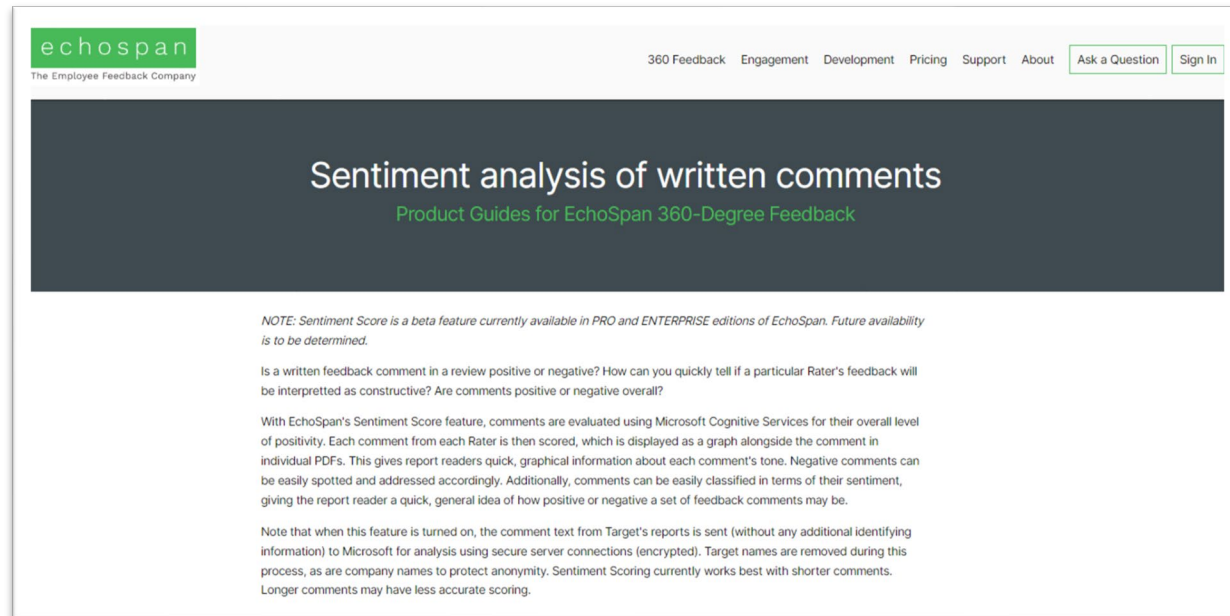 echospan
The Employee Feedback Company
360 Feedback Engagement Development Pricing Support About Ask a Question Sign In
Sentiment analysis of written comments
Product Guides for EchoSpan 360-Degree Feedback
NOTE: Sentiment Score is a beta feature currently available in PRO and ENTERPRISE editions of EchoSpan. Future availability
is to be determined.
Is a written feedback comment in a review positive or negative? How can you quickly tell if a particular Rater's feedback will
be interpretted as constructive? Are comments positive or negative overall?
With EchoSpan's Sentiment Score feature, comments are evaluated using Microsoft Cognitive Services for their overall level
of positivity. Each comment from each Rater is then scored, which is displayed as a graph alongside the comment in
individual PDFs. This gives report readers quick, graphical information about each comment's tone. Negative comments can
be easily spotted and addressed accordingly. Additionally, comments can be easily classified in terms of their sentiment,
giving the report reader a quick, general idea of how positive or negative a set of feedback comments may be.
Note that when this feature is turned on, the comment text from Target's reports is sent (without any additional identifying
information) to Microsoft for analysis using secure server connections (encrypted). Target names are removed during this
process, as are company names to protect anonymity. Sentiment Scoring currently works best with shorter comments.
Longer comments may have less accurate scoring.